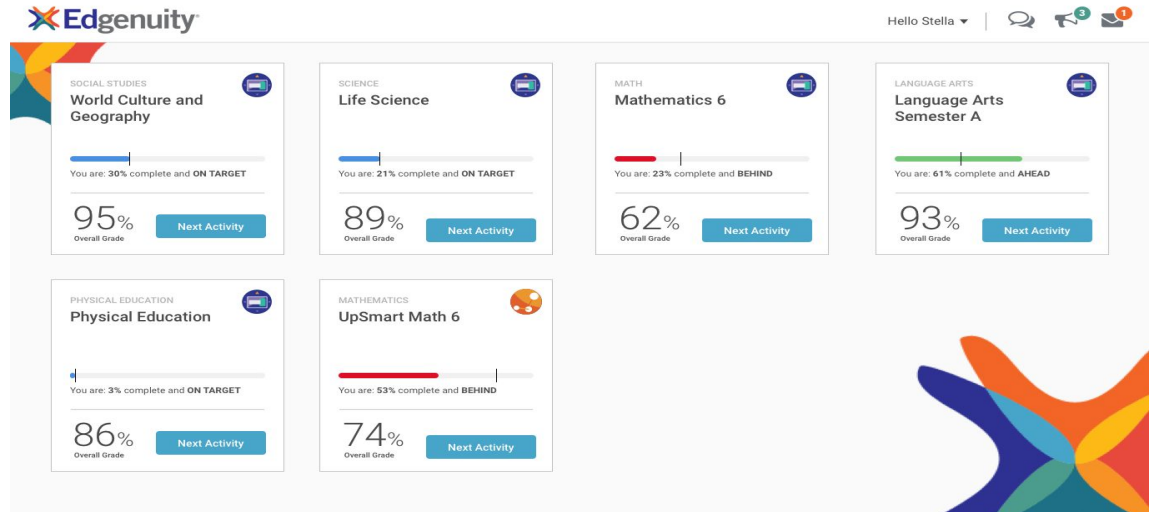 Edgenuity
Hello Stella
3
1
SOCIAL STUDIES
World Culture and
Geography
You are: 30% complete and ON TARGET
95%
Overall Grade
Next Activity
SCIENCE
Life Science
You are: 21% complete and ON TARGET
89%
Overall Grade
Next Activity
MATH
Mathematics 6
You are: 23% complete and BEHIND
62%
Overall Grade
Next Activity
LANGUAGE ARTS
Language Arts
Semester A
You are: 61% complete and AHEAD
93%
Overall Grade
Next Activity
PHYSICAL EDUCATION
Physical Education
You are: 3% complete and ON TARGET
86%
Overall Grade
Next Activity
MATHEMATICS
UpSmart Math 6
You are: 53% complete and BEHIND
74%
Overall Grade
Next Activity